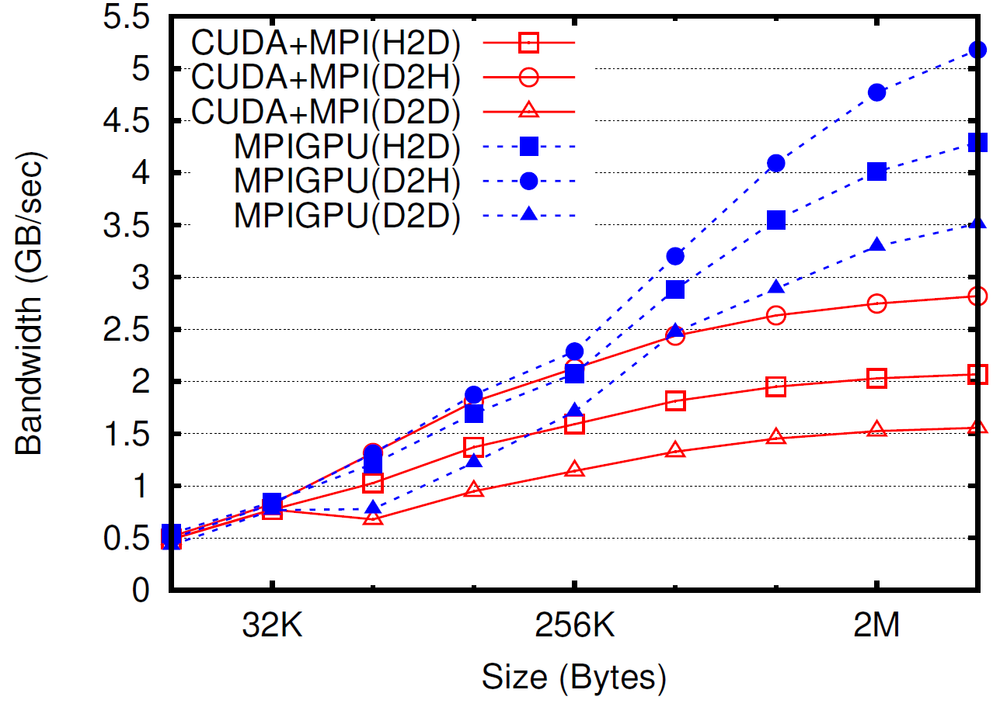 5.5
5
4.5
4
3.5
3
2.5
2
1.5
1
0.5
0
Bandwidth (GB/sec)
CUDA+MPI(H2D)
CUDA+MPI(D2H)
CUDA+MPI(D2D)
MPIGPU(H2D)
MPIGPU(D2H)
MPIGPU(D2D)
32K
256K
2M
Size (Bytes)